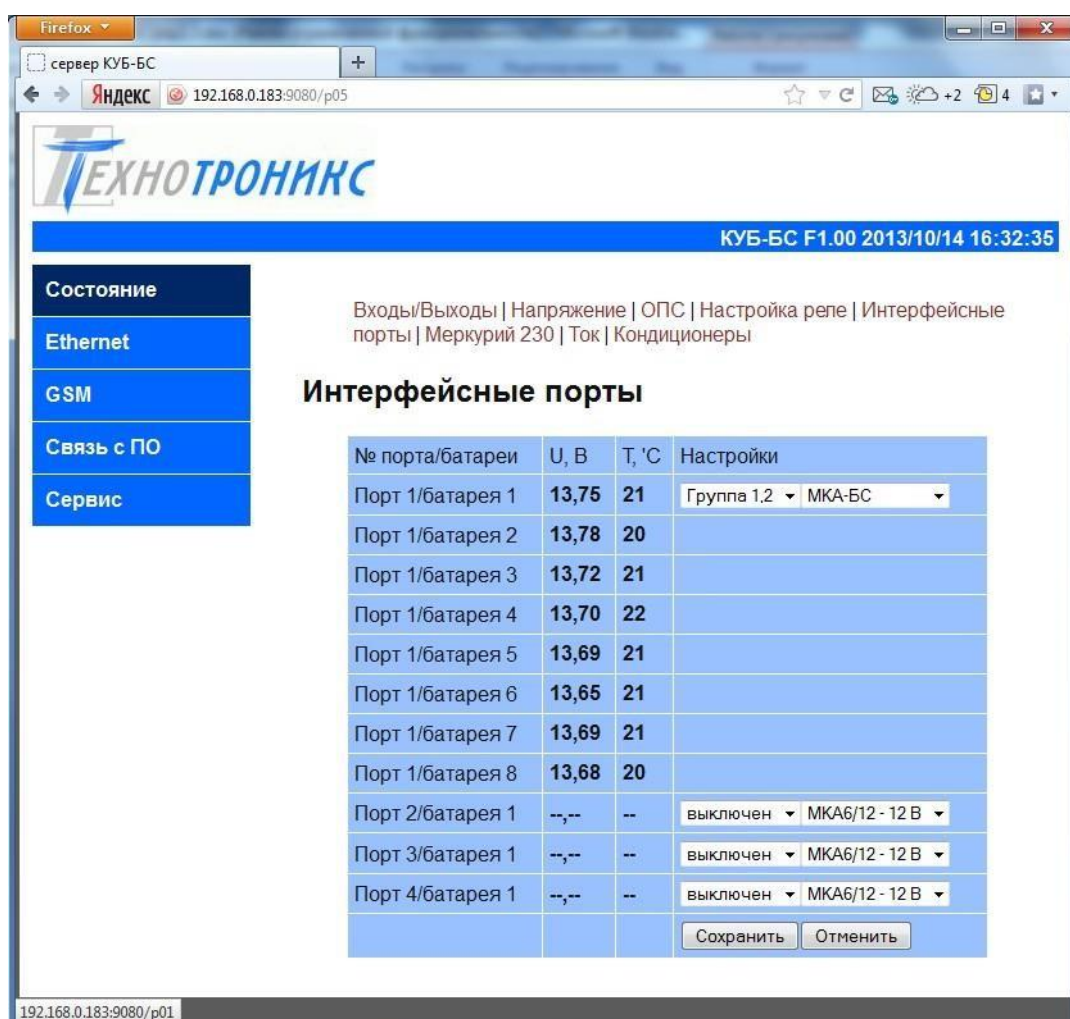 Firefox
сервер КУБ-БС
+
Яндекс 192.168.0.183:9080/p05 +2 4
ТЕХНОТРОНИКС
КУБ-БС F1.00 2013/10/14 16:32:35
Состояние
Ethernet
GSM
Связь с ПО
Сервис
Входы/Выходы | Напряжение | ОПС | Настройка реле | Интерфейсные
порты | Меркурий 230 | Ток | Кондиционеры
Интерфейсные порты
№ порта/батареи U, В T, 'C Настройки
Порт 1/батарея 1 13,75 21 Группа 1,2 МКА-БС
Порт 1/батарея 2 13,78 20
Порт 1/батарея 3 13,72 21
Порт 1/батарея 4 13,70 22
Порт 1/батарея 5 13,69 21
Порт 1/батарея 6 13,65 21
Порт 1/батарея 7 13,69 21
Порт 1/батарея 8 13,68 20
Порт 2/батарея 1 --,-- -- выключен МКА6/12 - 12 В
Порт 3/батарея 1 --,-- -- выключен МКА6/12 - 12 В
Порт 4/батарея 1 --,-- -- выключен МКА6/12 - 12 В
Сохранить Отменить
192.168.0.183:9080/p01